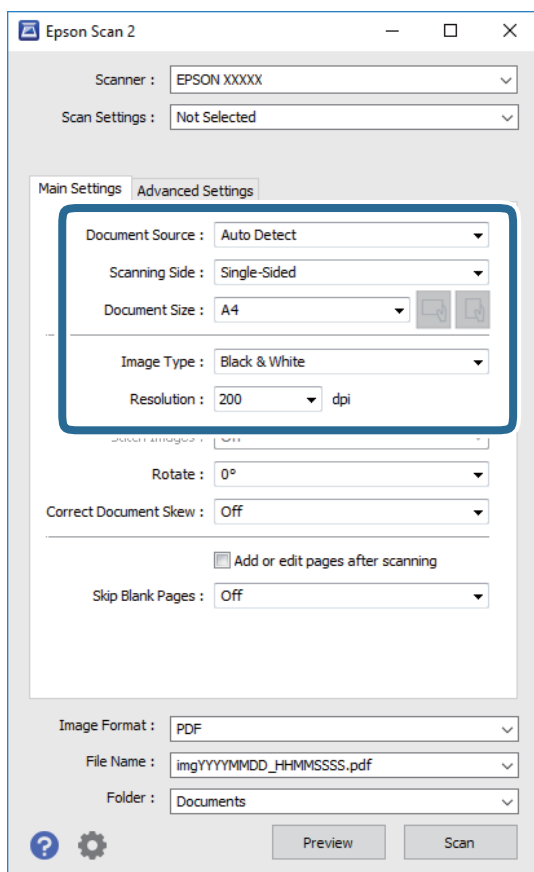 Epson Scan 2
Scanner : EPSON XXXXX
Scan Settings : Not Selected
Main Settings Advanced Settings
Document Source : Auto Detect
Scanning Side : Single-Sided
Document Size : A4
Image Type : Black & White
Resolution : 200 dpi
Rotate : 0°
Correct Document Skew : Off
Add or edit pages after scanning
Skip Blank Pages : Off
Image Format : PDF
File Name : imgYYYYMMDD_HHMMSSSS.pdf
Folder : Documents
? Preview Scan